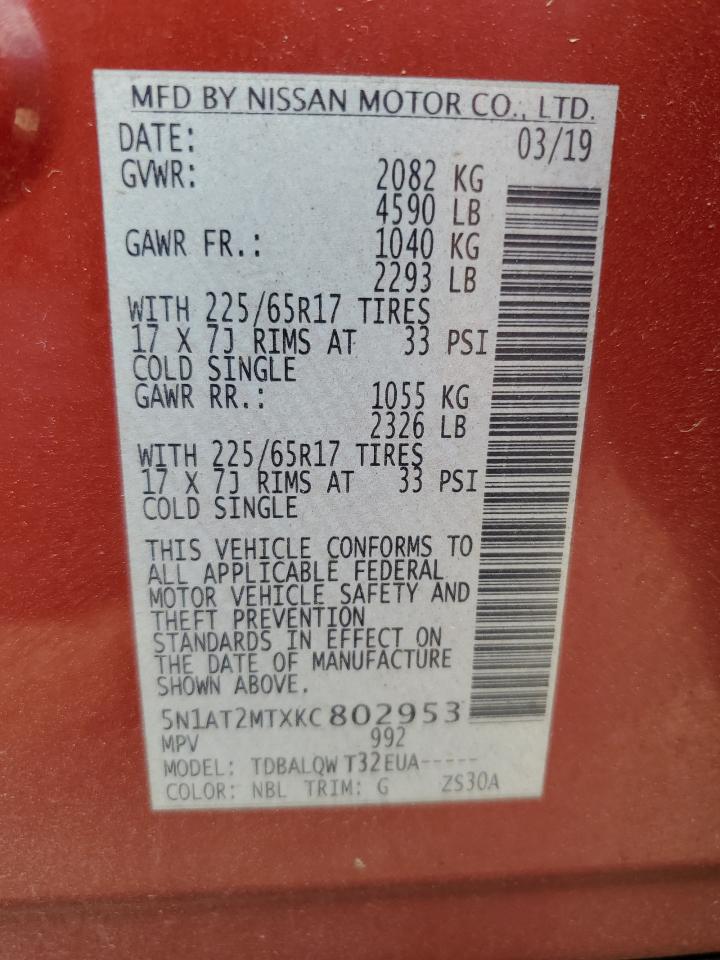 MFD BY NISSAN MOTOR CO., LTD.
DATE: 03/19
GVWR: 2082 KG
4590 LB
GAWR FR.: 1040 KG
2293 LB
WITH 225/65R17 TIRES
17 X 7J RIMS AT 33 PSI
COLD SINGLE
GAWR RR.: 1055 KG
2326 LB
WITH 225/65R17 TIRES
17 X 7J RIMS AT 33 PSI
COLD SINGLE
THIS VEHICLE CONFORMS TO
ALL APPLICABLE FEDERAL
MOTOR VEHICLE SAFETY AND
THEFT PREVENTION
STANDARDS IN EFFECT ON
THE DATE OF MANUFACTURE
SHOWN ABOVE.
5N1AT2MTXKC802953
MPV 992
MODEL: TDBALQW T32EUA-----
COLOR: NBL TRIM: G ZS30A